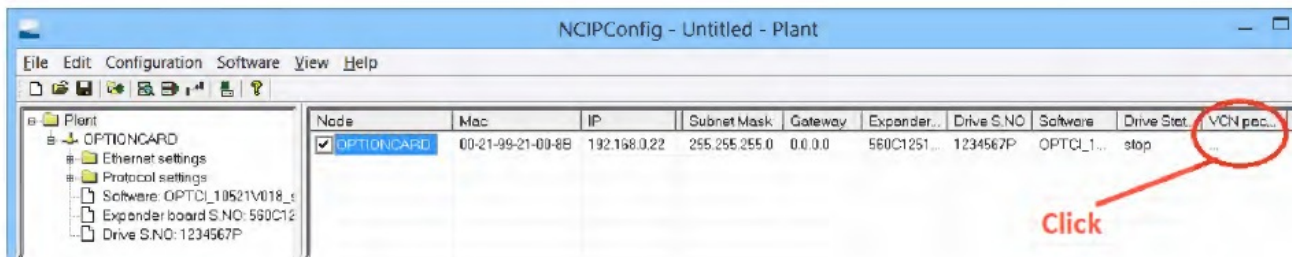 NCIPConfig - Untitled - Plant
File Edit Configuration Software View Help
Plant
OPTIONCARD
Ethernet settings
Protocol settings
Software: OPTCI_10521V018_s
Expander board S.NO: 560C12
Drive S.NO: 1234567P
Node Mac IP Subnet Mask Gateway Expander... Drive S.NO Software Drive Stat... VCN pac...
OPTIONCARD 00-21-99-21-00-8B 192.168.0.22 255.255.255.0 0.0.0.0 560C1251... 1234567P OPTCI_1... stop ...
Click